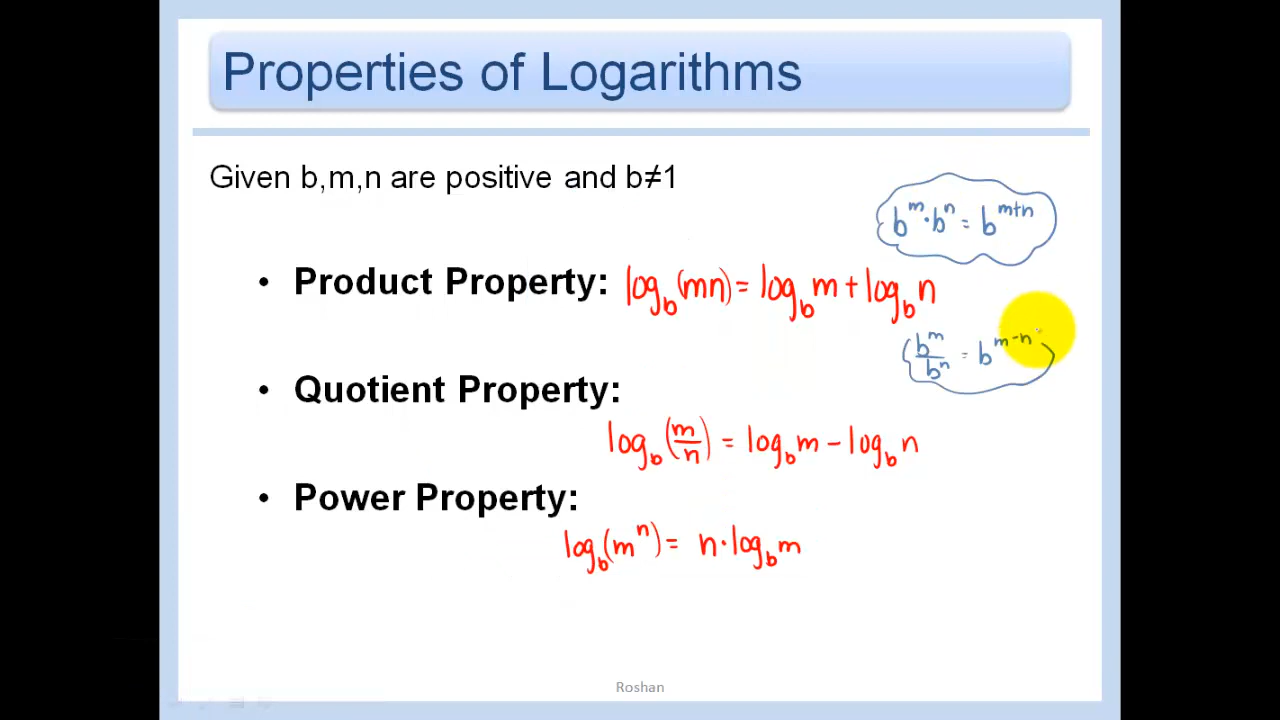 Properties of Logarithms
Given b,m,n are positive and b≠1
b^m · b^n = b^(m+n)
• Product Property: log_b(mn) = log_b m + log_b n
b^m/b^n = b^(m-n)
• Quotient Property:
log_b(m/n) = log_b m − log_b n
• Power Property:
log_b(m^n) = n · log_b m
Roshan